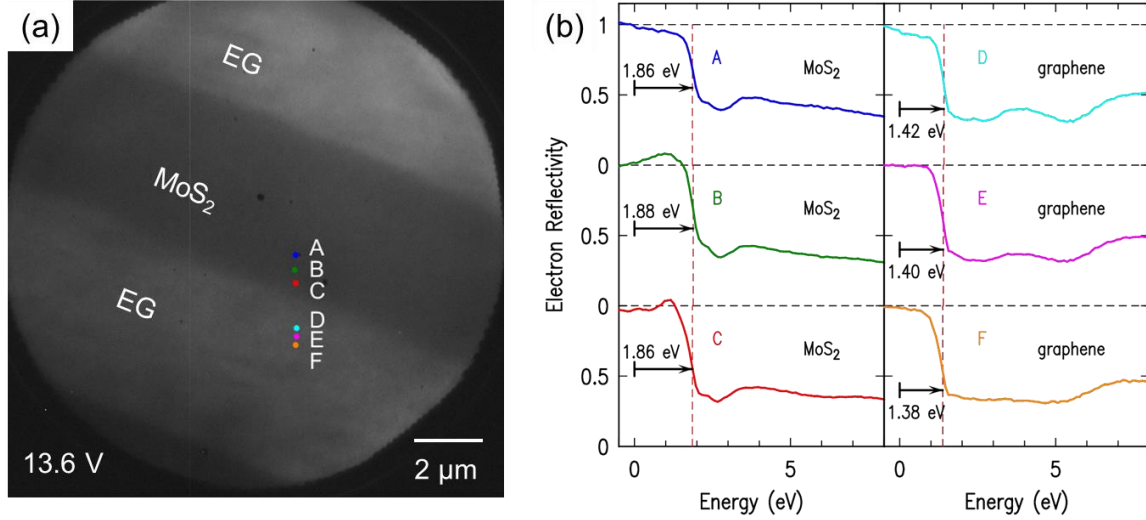 (a)
EG
MoS₂
A
B
C
EG
D
E
F
13.6 V
2 μm
(b)
Electron Reflectivity
1
0.5
0
0.5
0
0.5
0
1.86 eV
A
MoS₂
1.88 eV
B
MoS₂
1.86 eV
C
MoS₂
D
graphene
1.42 eV
E
graphene
1.40 eV
F
graphene
1.38 eV
0
5
0
5
Energy (eV)
Energy (eV)